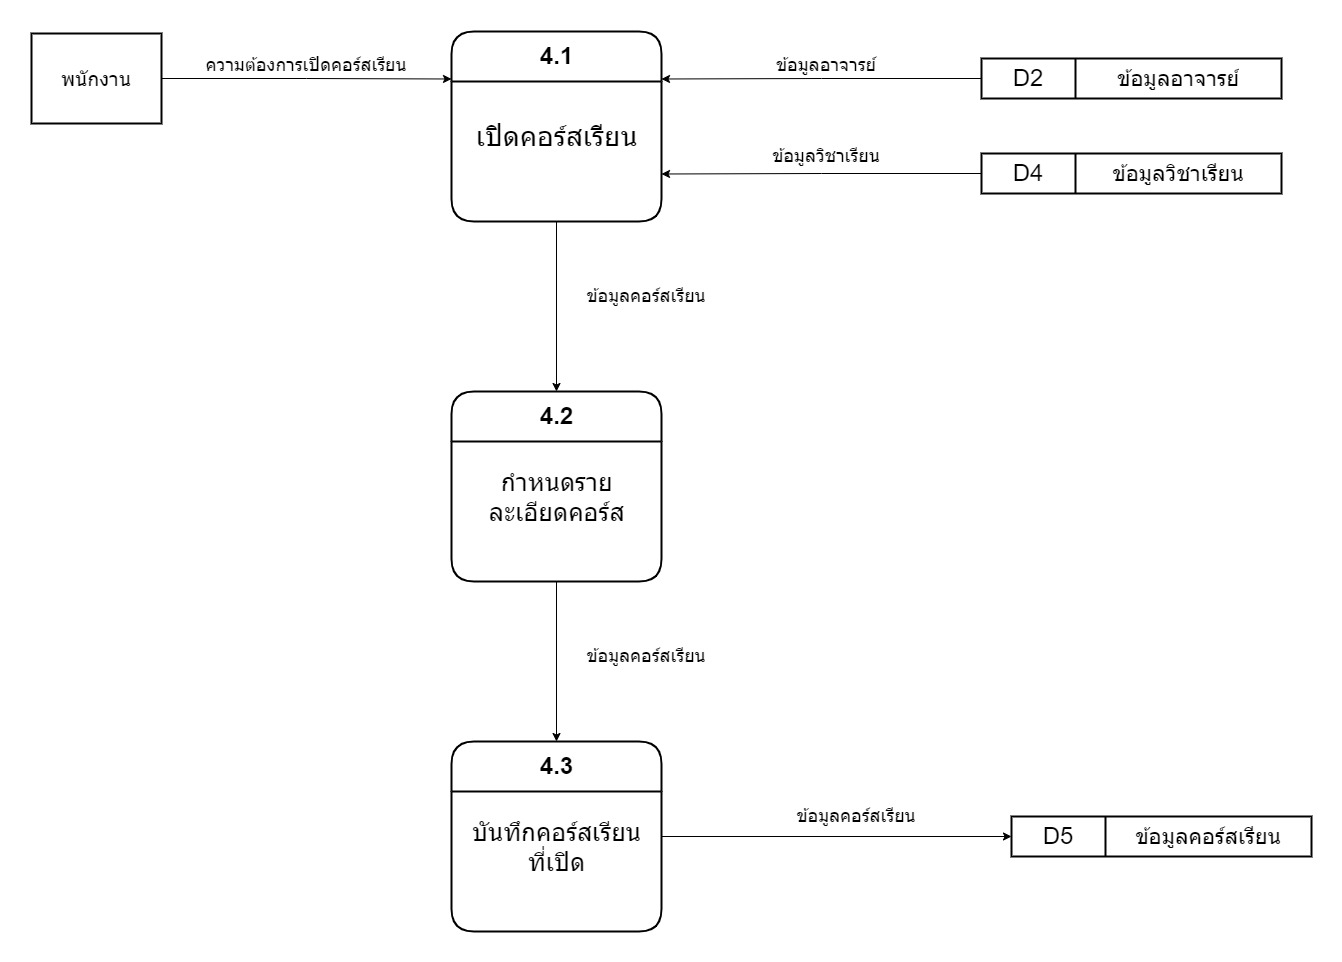 พนักงาน
ความต้องการเปิดคอร์สเรียน
4.1
เปิดคอร์สเรียน
ข้อมูลอาจารย์
D2
ข้อมูลอาจารย์
ข้อมูลวิชาเรียน
D4
ข้อมูลวิชาเรียน
ข้อมูลคอร์สเรียน
4.2
กำหนดราย
ละเอียดคอร์ส
ข้อมูลคอร์สเรียน
4.3
บันทึกคอร์สเรียน
ที่เปิด
ข้อมูลคอร์สเรียน
D5
ข้อมูลคอร์สเรียน